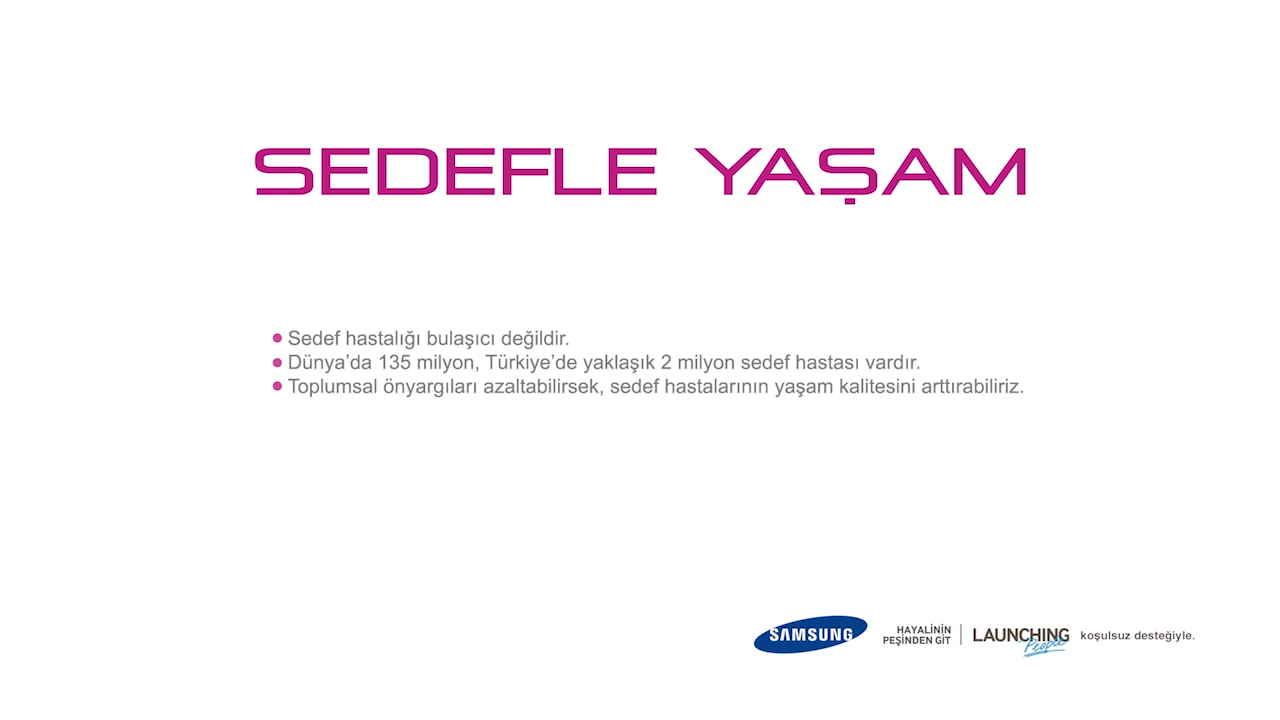 SEDEFLE YAŞAM
● Sedef hastalığı bulaşıcı değildir.
● Dünya’da 135 milyon, Türkiye’de yaklaşık 2 milyon sedef hastası vardır.
● Toplumsal önyargıları azaltabilirsek, sedef hastalarının yaşam kalitesini arttırabiliriz.
SAMSUNG
HAYALİNİN
PEŞİNDEN GİT
LAUNCHING
People
koşulsuz desteğiyle.